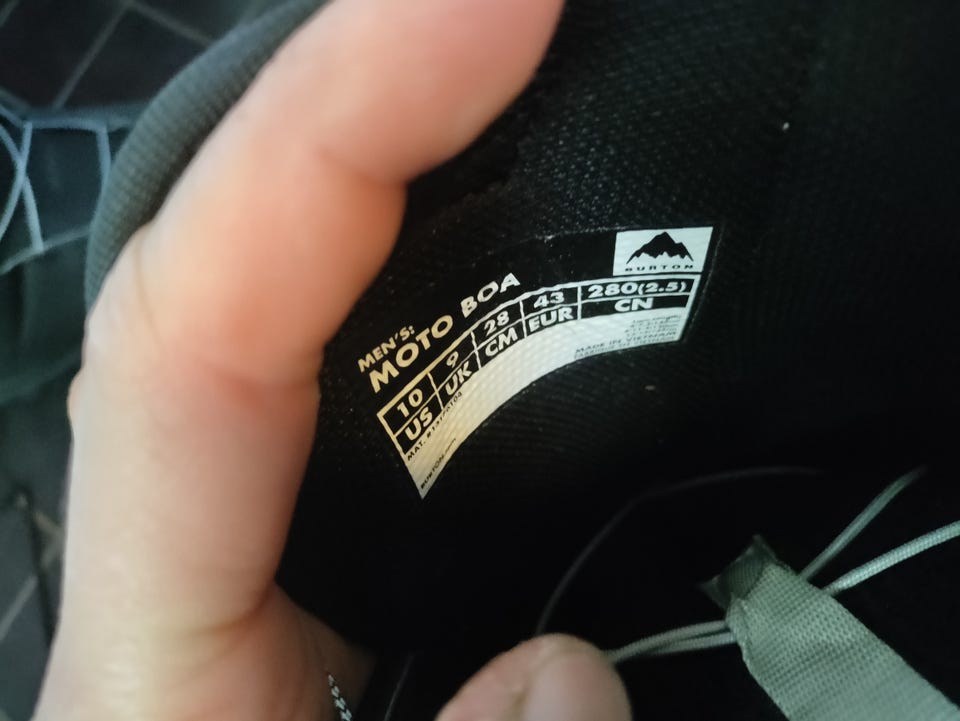 BURTON
MEN'S:
MOTO BOA
10 9 28 43 280(2.5)
US UK CM EUR CN
MAT.
MADE IN VIETNAM